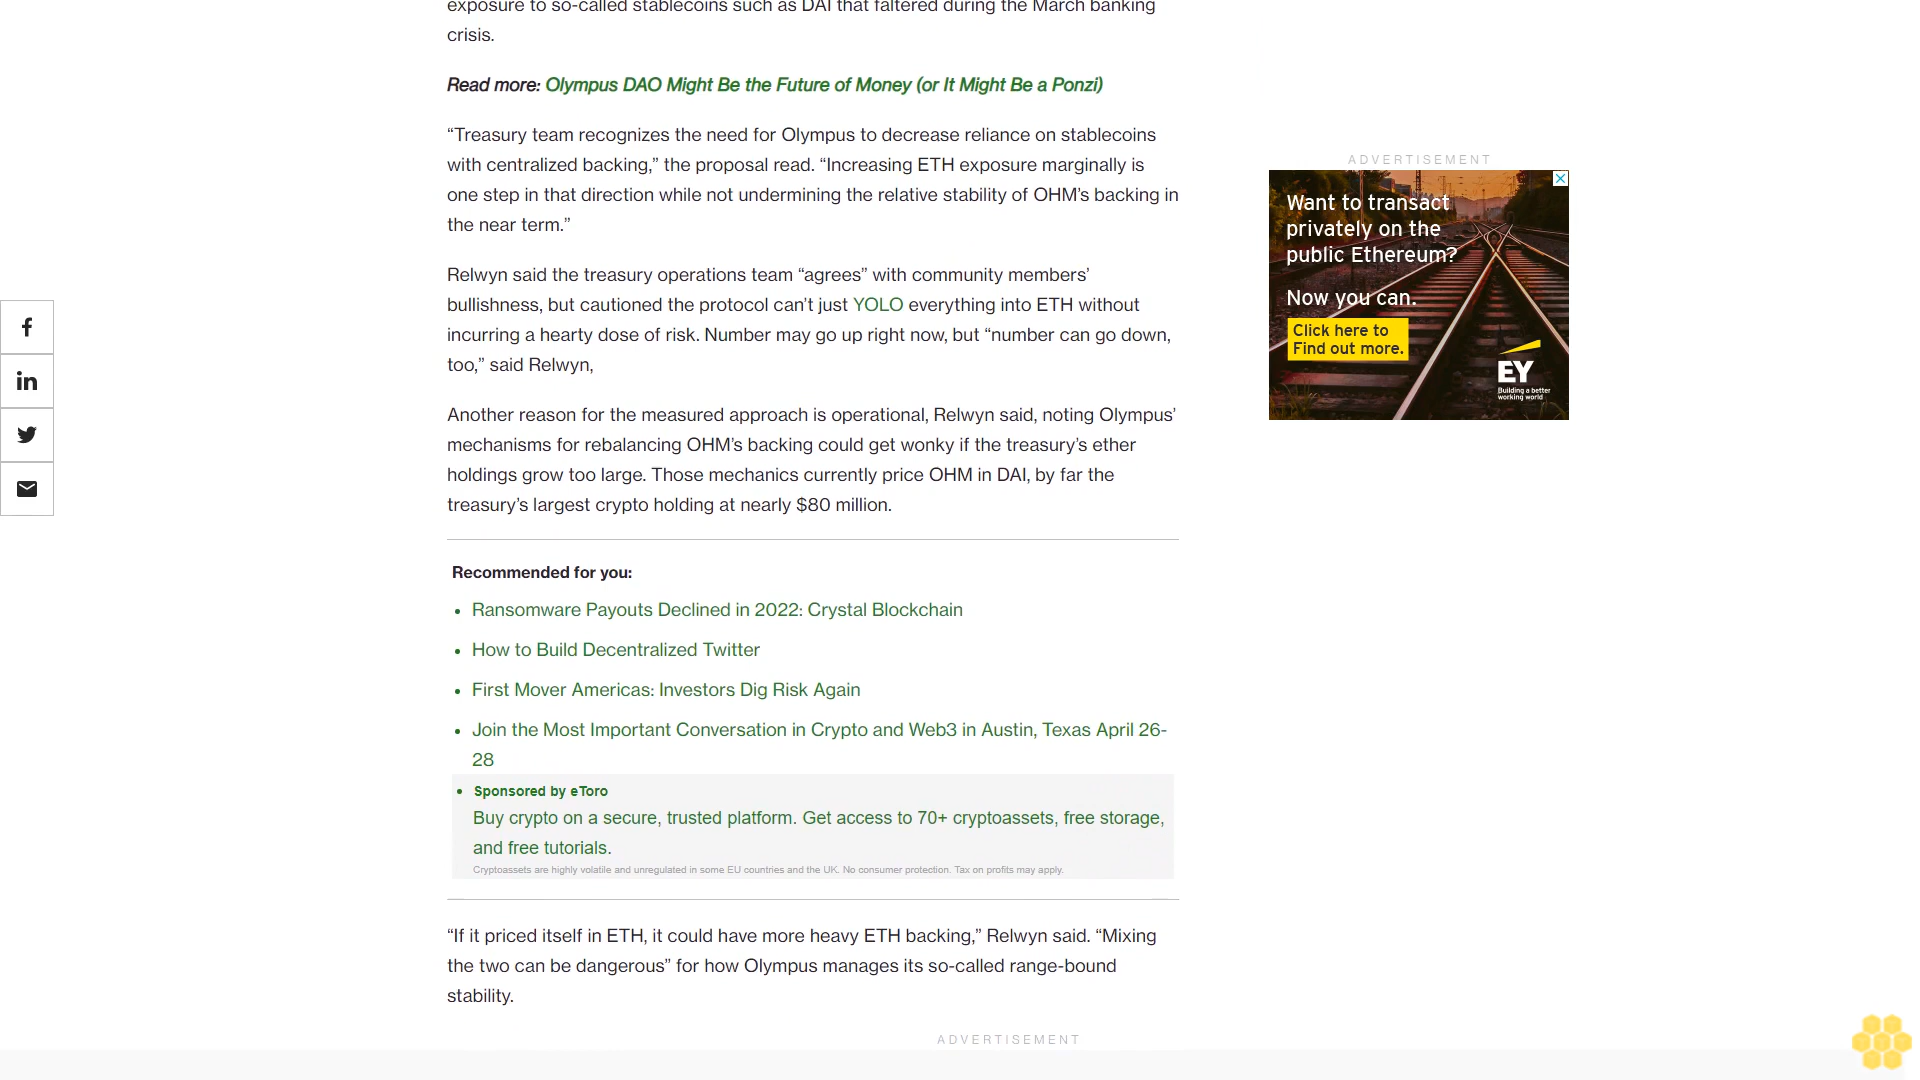 exposure to so-called stablecoins such as DAI that faltered during the March banking
crisis.
Read more: Olympus DAO Might Be the Future of Money (or It Might Be a Ponzi)
“Treasury team recognizes the need for Olympus to decrease reliance on stablecoins
with centralized backing,” the proposal read. “Increasing ETH exposure marginally is
one step in that direction while not undermining the relative stability of OHM’s backing in
the near term.”
Relwyn said the treasury operations team “agrees” with community members’
bullishness, but cautioned the protocol can’t just YOLO everything into ETH without
incurring a hearty dose of risk. Number may go up right now, but “number can go down,
too,” said Relwyn,
Another reason for the measured approach is operational, Relwyn said, noting Olympus’
mechanisms for rebalancing OHM’s backing could get wonky if the treasury’s ether
holdings grow too large. Those mechanics currently price OHM in DAI, by far the
treasury’s largest crypto holding at nearly $80 million.
Recommended for you:
• Ransomware Payouts Declined in 2022: Crystal Blockchain
• How to Build Decentralized Twitter
• First Mover Americas: Investors Dig Risk Again
• Join the Most Important Conversation in Crypto and Web3 in Austin, Texas April 26-
28
• Sponsored by eToro
Buy crypto on a secure, trusted platform. Get access to 70+ cryptoassets, free storage,
and free tutorials.
Cryptoassets are highly volatile and unregulated in some EU countries and the UK. No consumer protection. Tax on profits may apply.
“If it priced itself in ETH, it could have more heavy ETH backing,” Relwyn said. “Mixing
the two can be dangerous” for how Olympus manages its so-called range-bound
stability.
ADVERTISEMENT
ADVERTISEMENT
Want to transact
privately on the
public Ethereum?
Now you can.
Click here to
Find out more.
EY
Building a better
working world